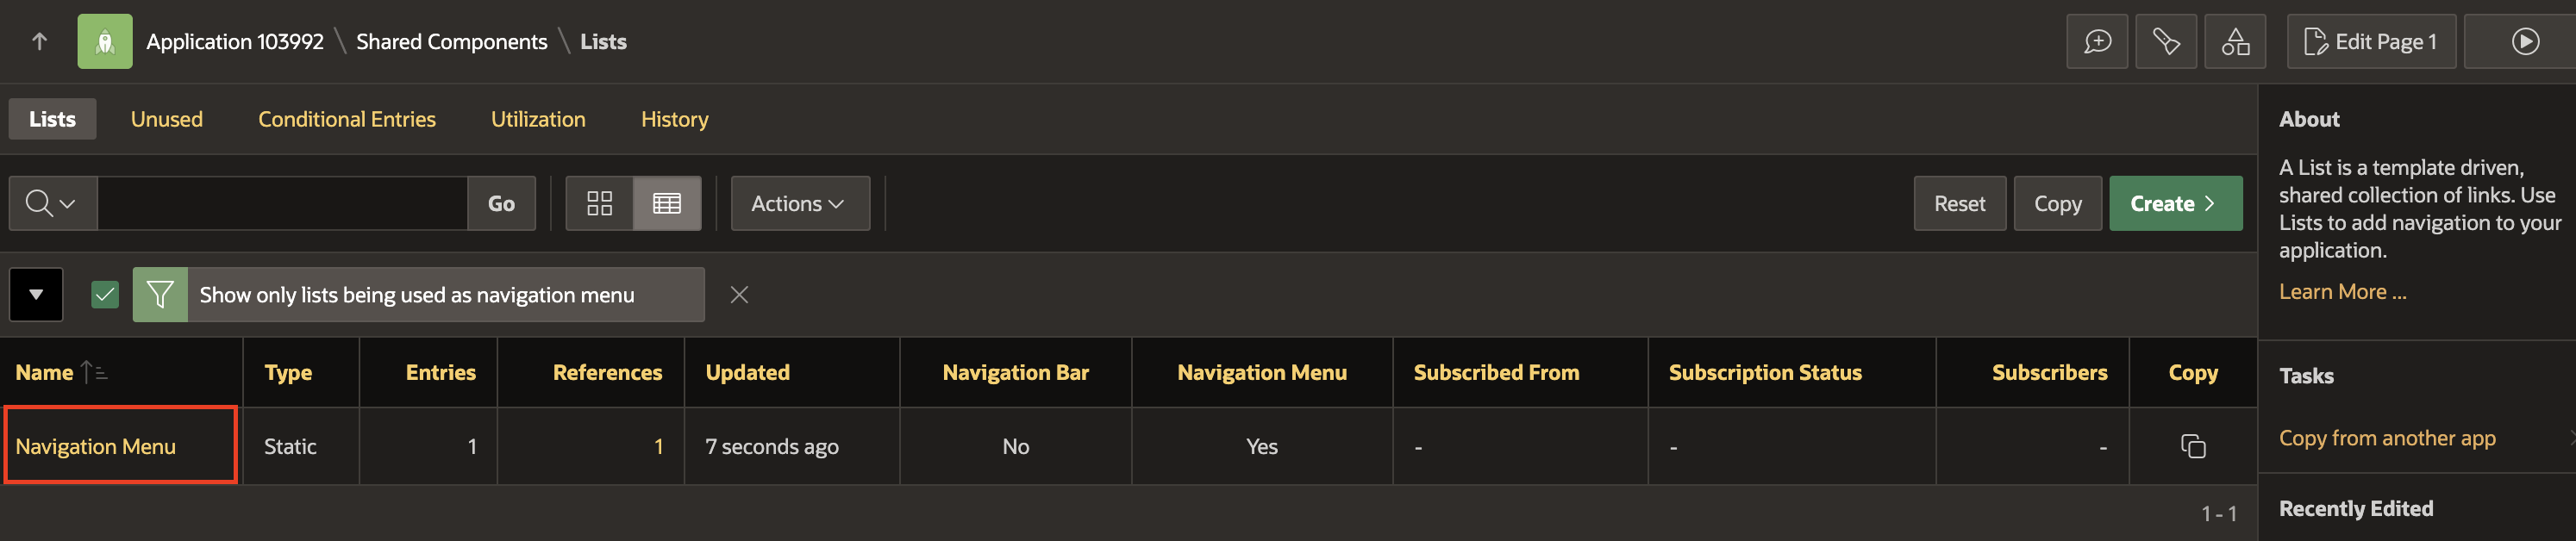 Application 103992 \ Shared Components \ Lists
Edit Page 1
Lists Unused Conditional Entries Utilization History
Go Actions Reset Copy Create
Show only lists being used as navigation menu
Name Type Entries References Updated Navigation Bar Navigation Menu Subscribed From Subscription Status Subscribers Copy
Navigation Menu Static 1 1 7 seconds ago No Yes - - -
1 - 1
About
A List is a template driven,
shared collection of links. Use
Lists to add navigation to your
application.
Learn More ...
Tasks
Copy from another app
Recently Edited